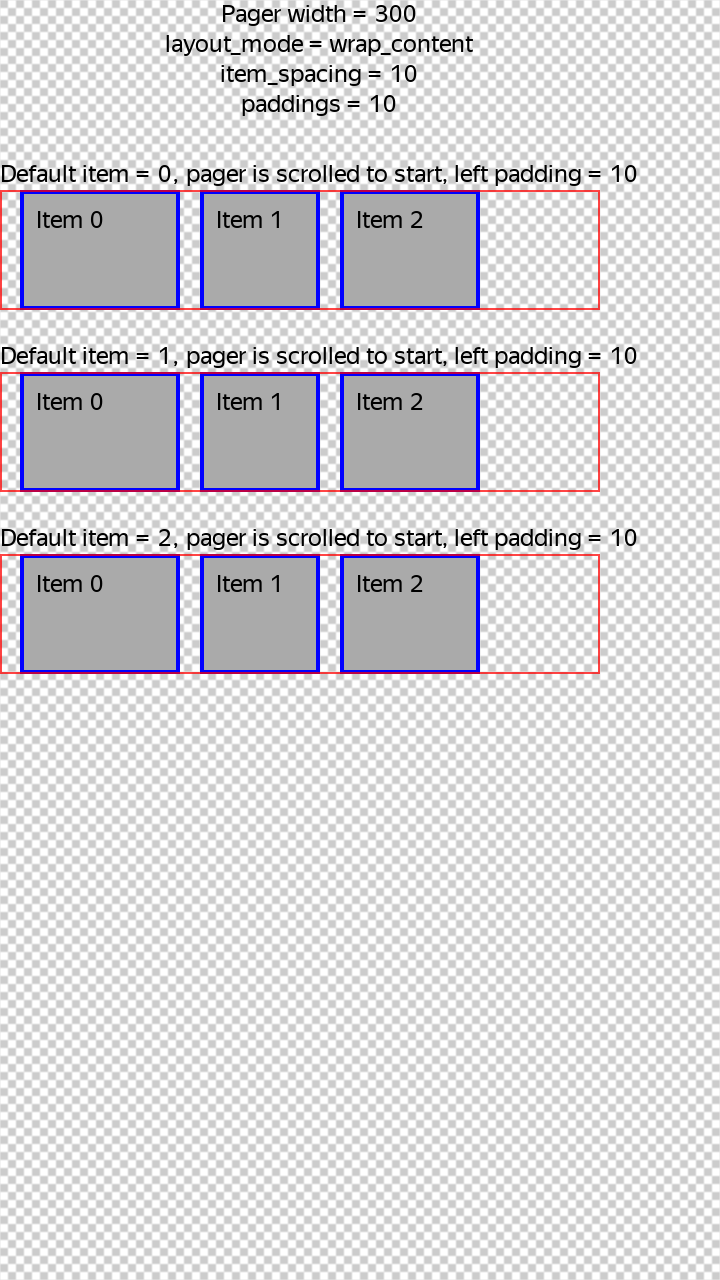 Pager width = 300
layout_mode = wrap_content
item_spacing = 10
paddings = 10
Default item = 0, pager is scrolled to start, left padding = 10
Item 0 Item 1 Item 2
Default item = 1, pager is scrolled to start, left padding = 10
Item 0 Item 1 Item 2
Default item = 2, pager is scrolled to start, left padding = 10
Item 0 Item 1 Item 2